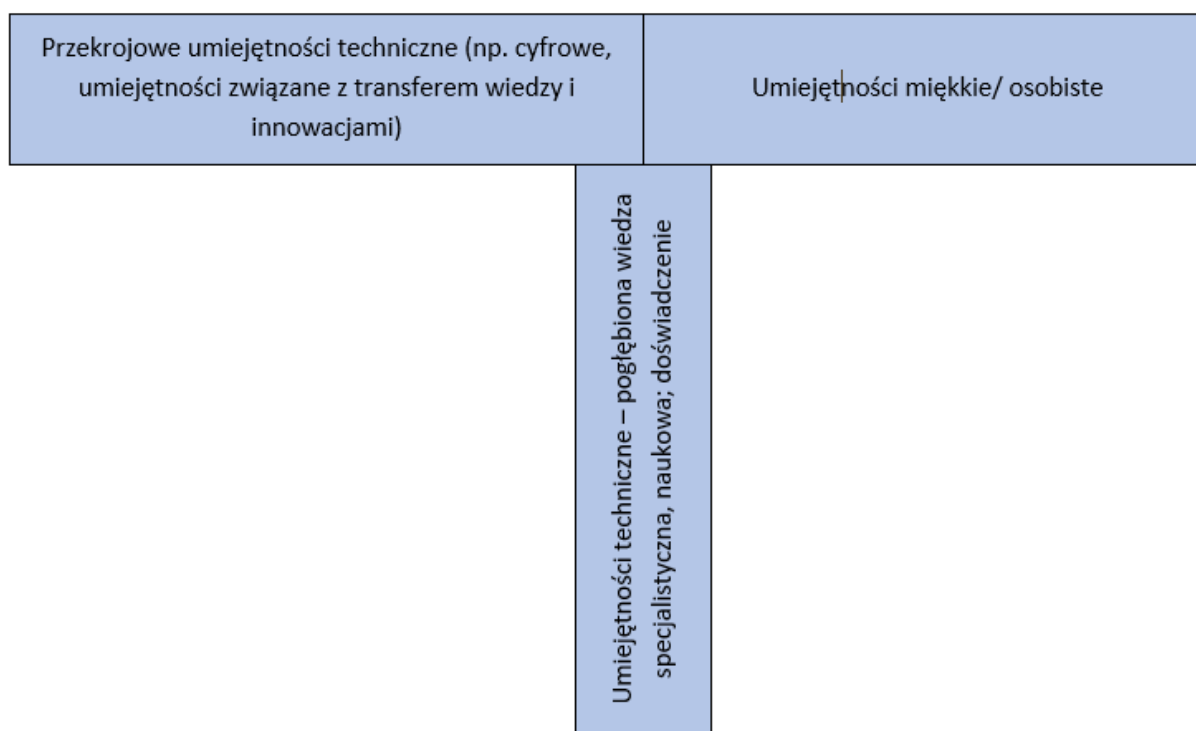 Przekrojowe umiejętności techniczne (np. cyfrowe,
umiejętności związane z transferem wiedzy i
innowacjami)
Umiejętności miękkie/ osobiste
Umiejętności techniczne – pogłębiona wiedza
specjalistyczna, naukowa; doświadczenie